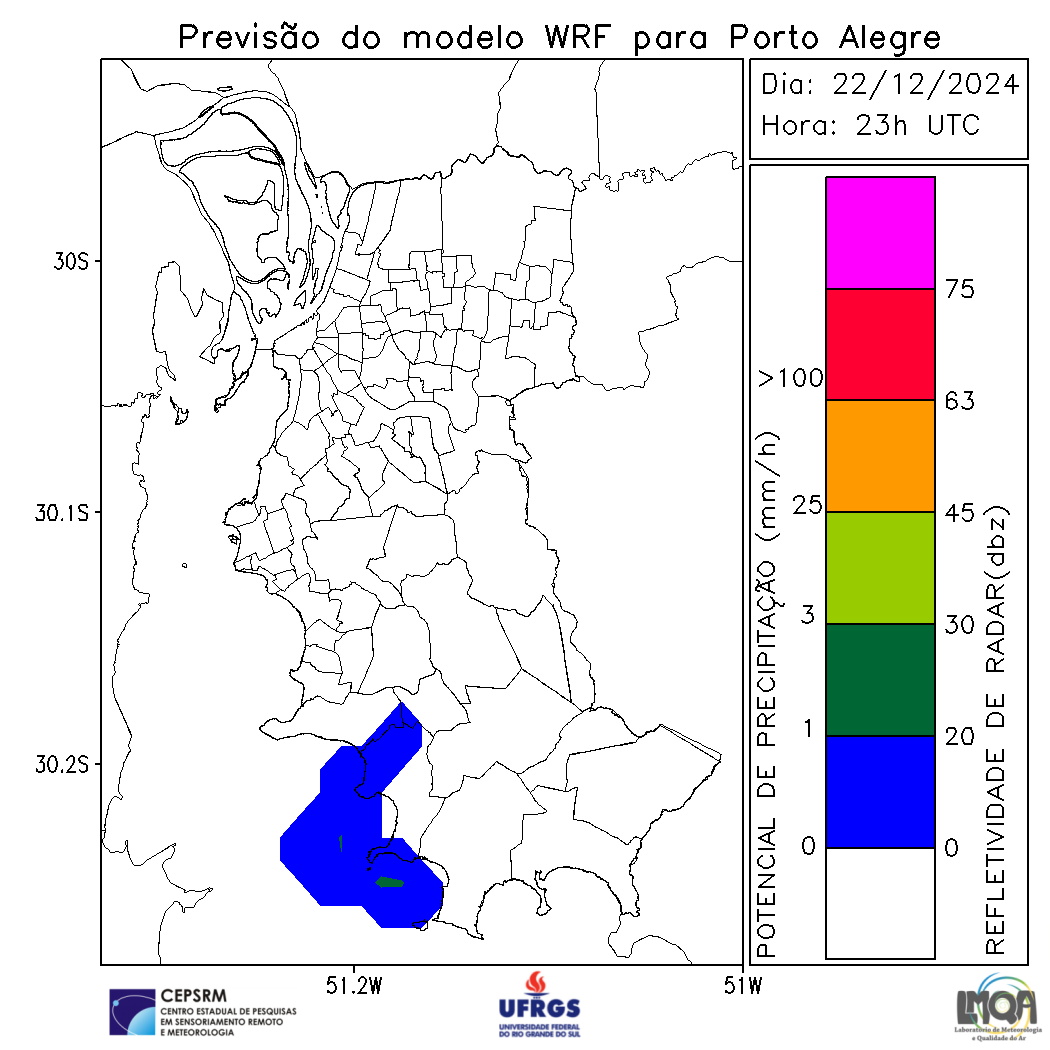 Previsão do modelo WRF para Porto Alegre
Dia: 22/12/2024
Hora: 23h UTC
30S
30.1S
30.2S
51.2W
51W
POTENCIAL DE PRECIPITAÇÃO (mm/h)
>100
25
3
1
0
75
63
45
30
20
0
REFLETIVIDADE DE RADAR(dbz)
CEPSRM
CENTRO ESTADUAL DE PESQUISAS
EM SENSORIAMENTO REMOTO
E METEOROLOGIA
UFRGS
UNIVERSIDADE FEDERAL
DO RIO GRANDE DO SUL
LMQA
Laboratório de Meteorologia
e Qualidade do Ar